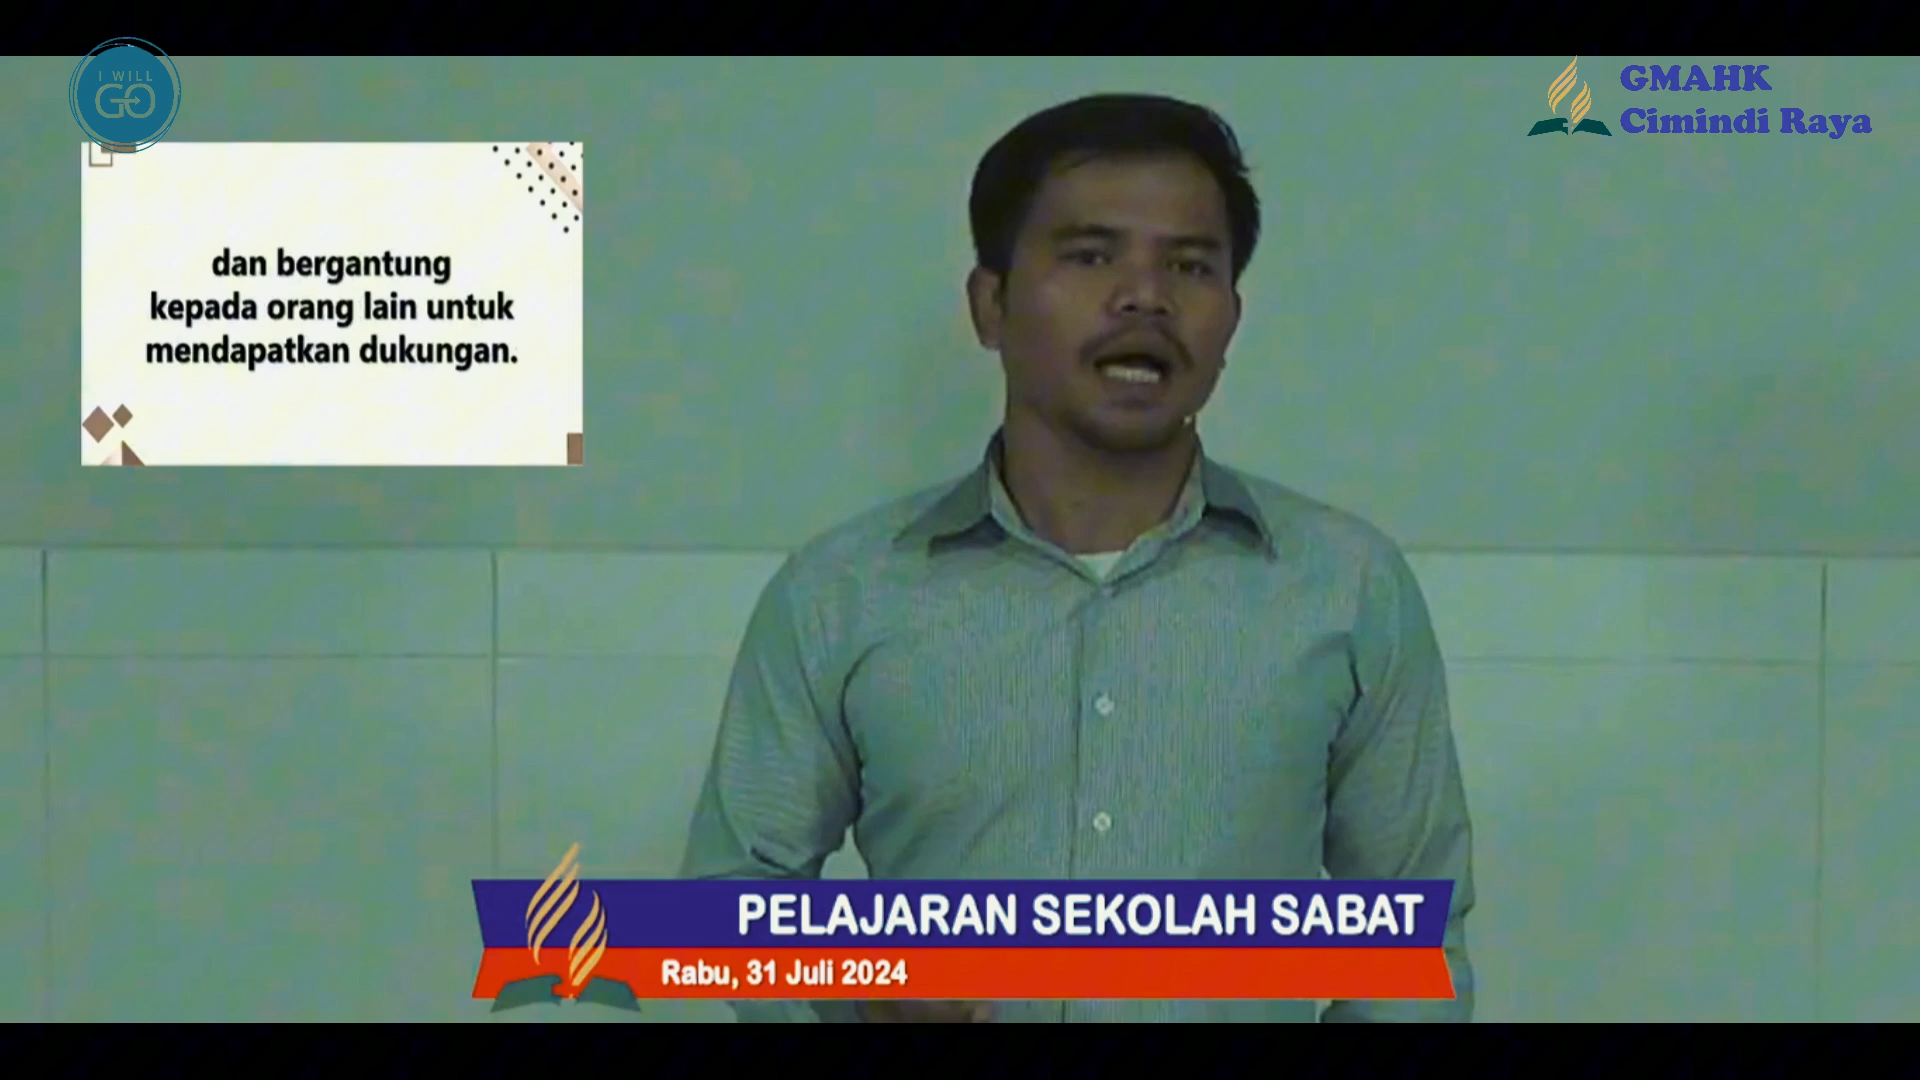 I WILL
GO
GMAHK
Cimindi Raya
dan bergantung
kepada orang lain untuk
mendapatkan dukungan.
PELAJARAN SEKOLAH SABAT
Rabu, 31 Juli 2024